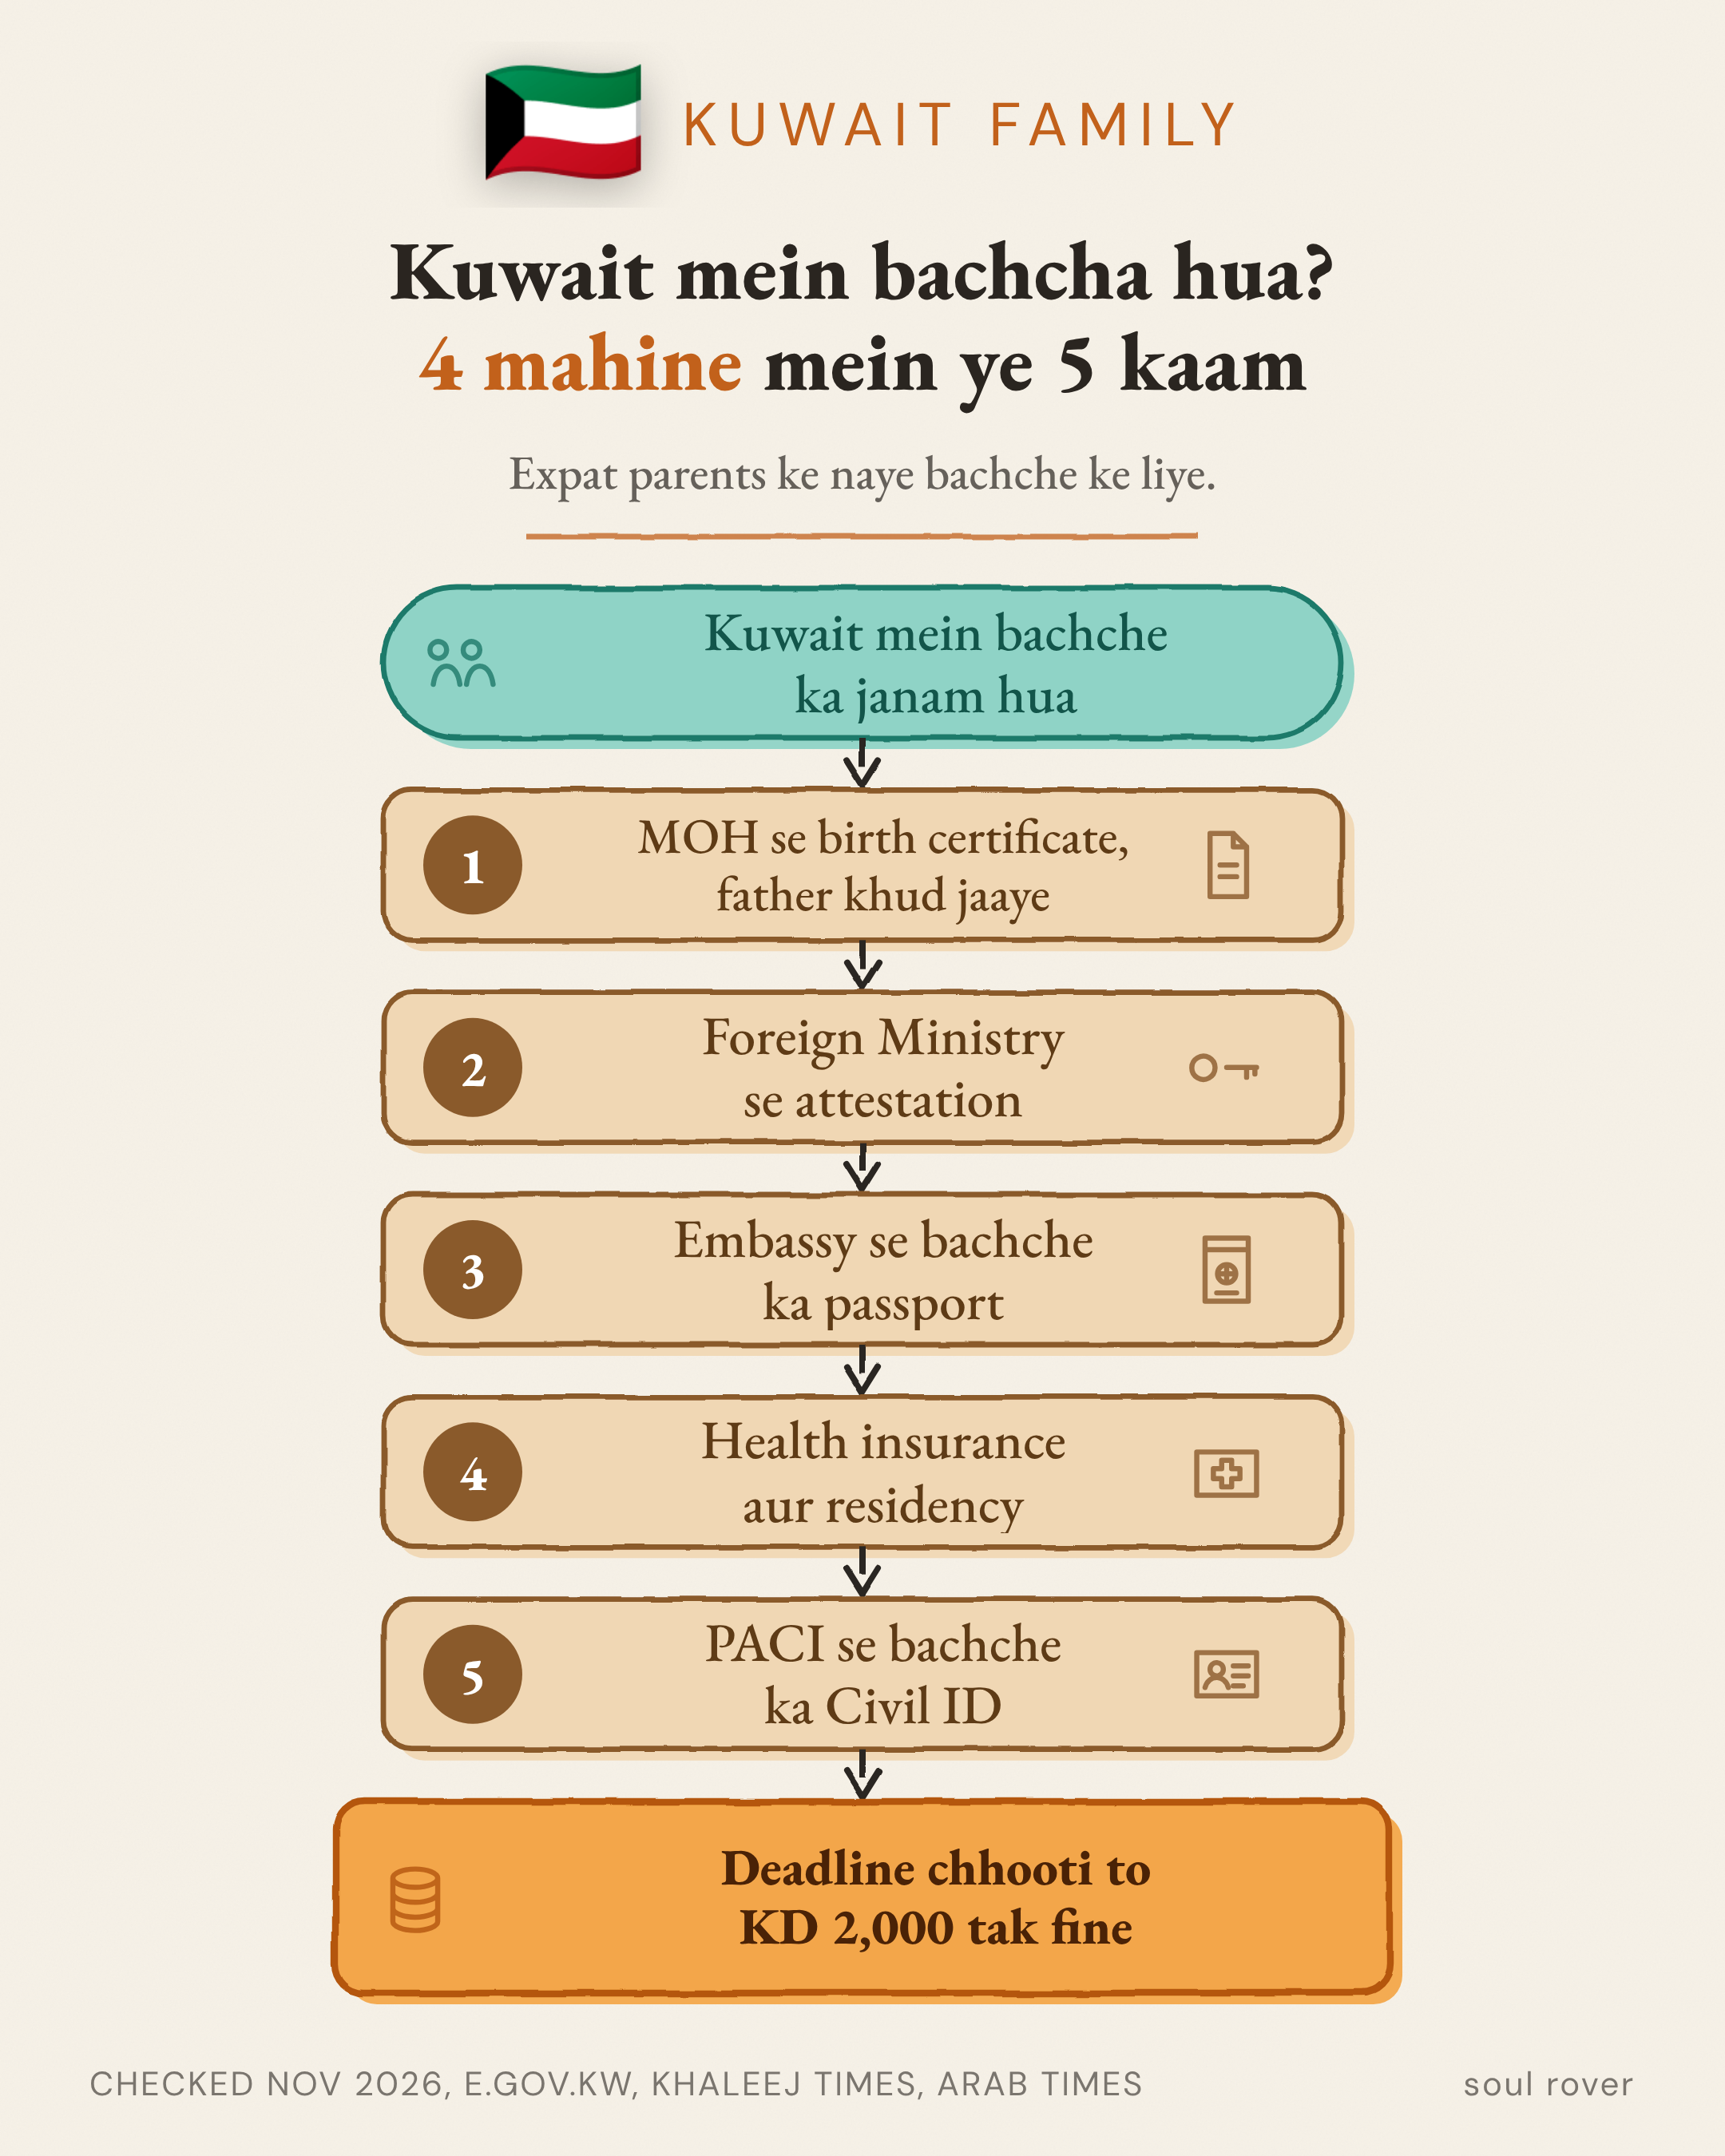 KUWAIT FAMILY
Kuwait mein bachcha hua?
4 mahine mein ye 5 kaam
Expat parents ke naye bachche ke liye.
Kuwait mein bachche
ka janam hua
1
MOH se birth certificate,
father khud jaaye
2
Foreign Ministry
se attestation
3
Embassy se bachche
ka passport
4
Health insurance
aur residency
5
PACI se bachche
ka Civil ID
Deadline chhooti to
KD 2,000 tak fine
CHECKED NOV 2026, E.GOV.KW, KHALEEJ TIMES, ARAB TIMES
soul rover